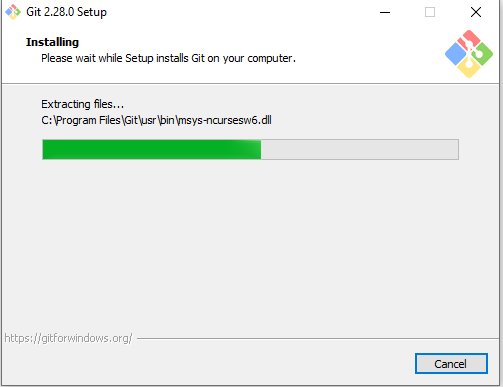 Git 2.28.0 Setup
Installing
Please wait while Setup installs Git on your computer.
Extracting files...
C:\Program Files\Git\usr\bin\msys-ncursesw6.dll
https://gitforwindows.org/
Cancel